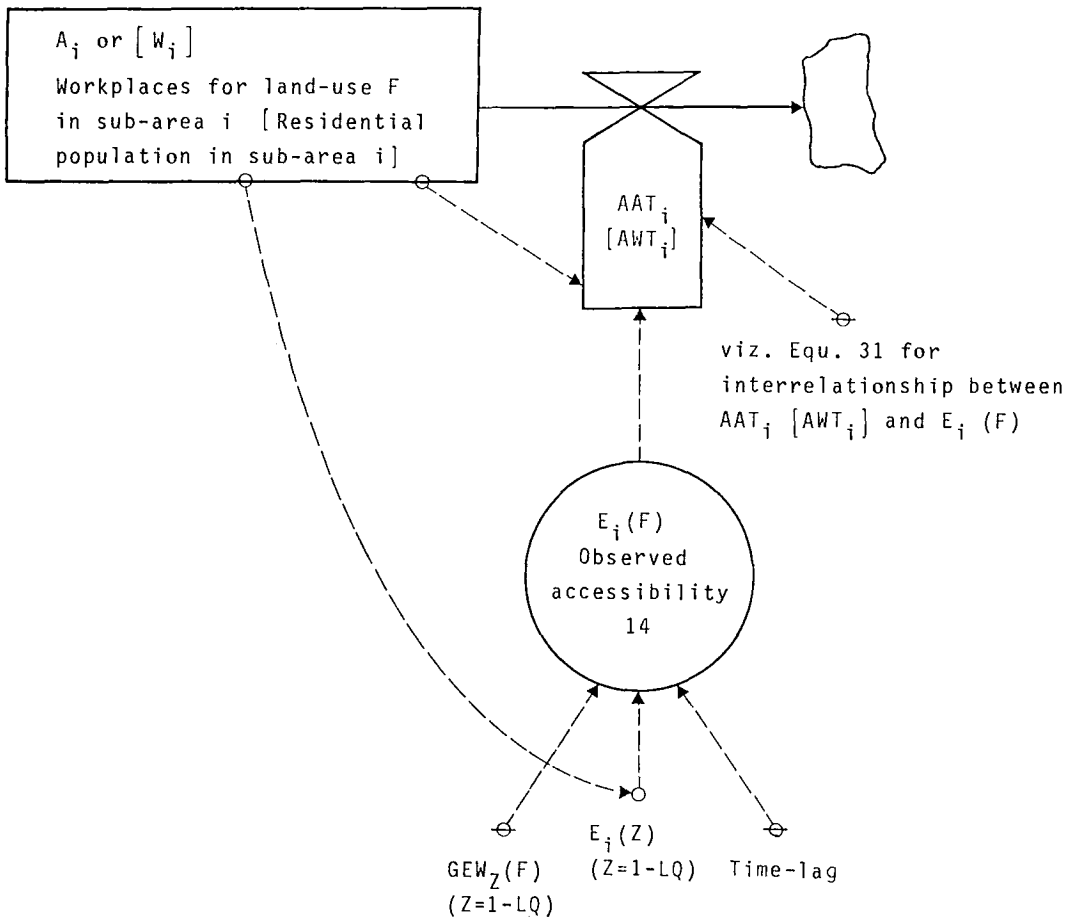 A_i or [W_i]
Workplaces for land-use F
in sub-area i [Residential
population in sub-area i]
AAT_i
[AWT_i]
viz. Equ. 31 for
interrelationship between
AAT_i [AWT_i] and E_i (F)
E_i(F)
Observed
accessibility
14
E_i(Z)
(Z=1-LQ)
GEW_Z(F)
(Z=1-LQ)
Time-lag